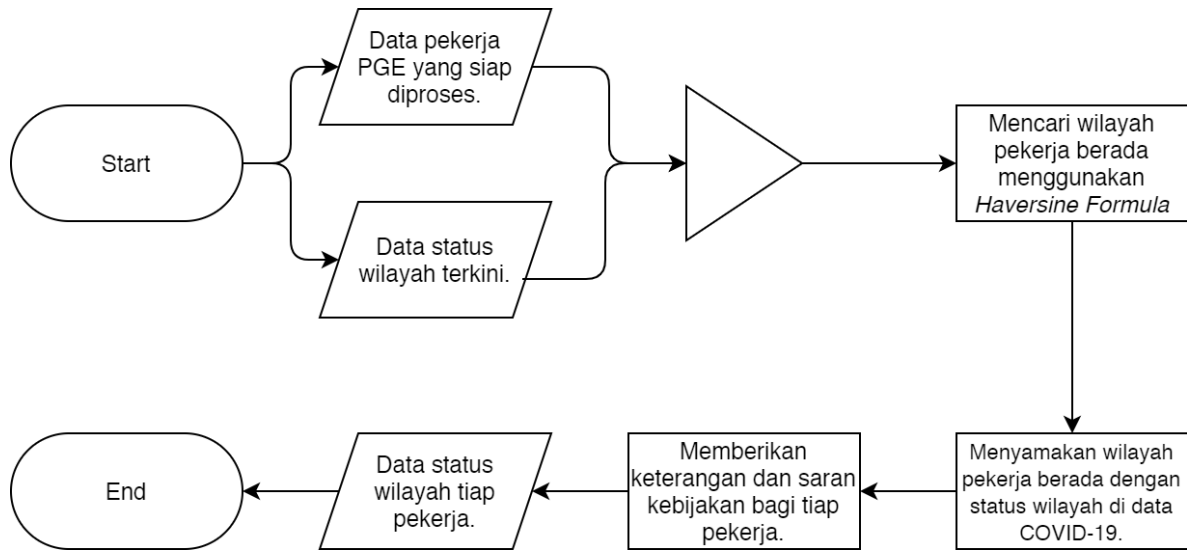 Start
Data pekerja
PGE yang siap
diproses.
Data status
wilayah terkini.
Mencari wilayah
pekerja berada
menggunakan
Haversine Formula
Menyamakan wilayah
pekerja berada dengan
status wilayah di data
COVID-19.
Memberikan
keterangan dan saran
kebijakan bagi tiap
pekerja.
Data status
wilayah tiap
pekerja.
End